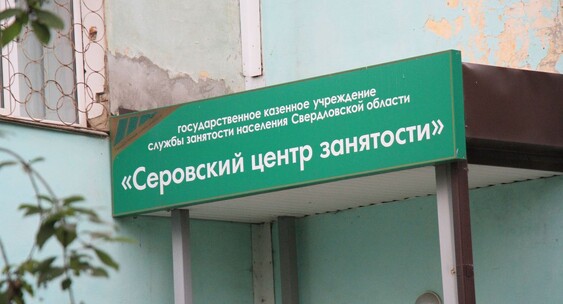 государственное казенное учреждение
службы занятости населения Свердловской области
«Серовский центр занятости»